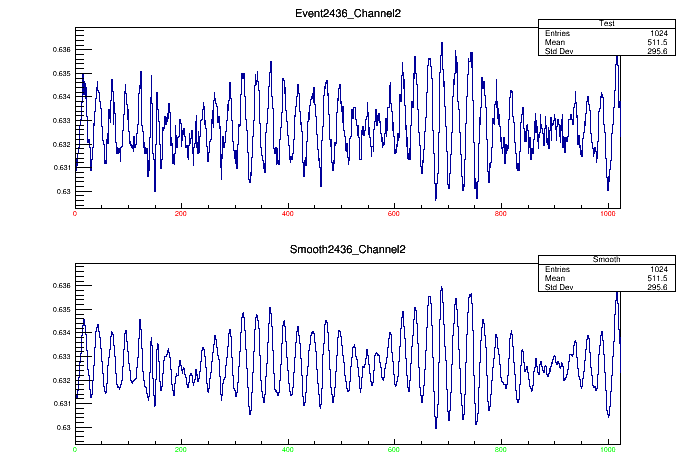 Event2436_Channel2
Test
Entries 1024
Mean 511.5
Std Dev 295.6
0.636
0.635
0.634
0.633
0.632
0.631
0.63
0 200 400 600 800 1000
Smooth2436_Channel2
Smooth
Entries 1024
Mean 511.5
Std Dev 295.6
0.636
0.635
0.634
0.633
0.632
0.631
0.63
0 200 400 600 800 1000